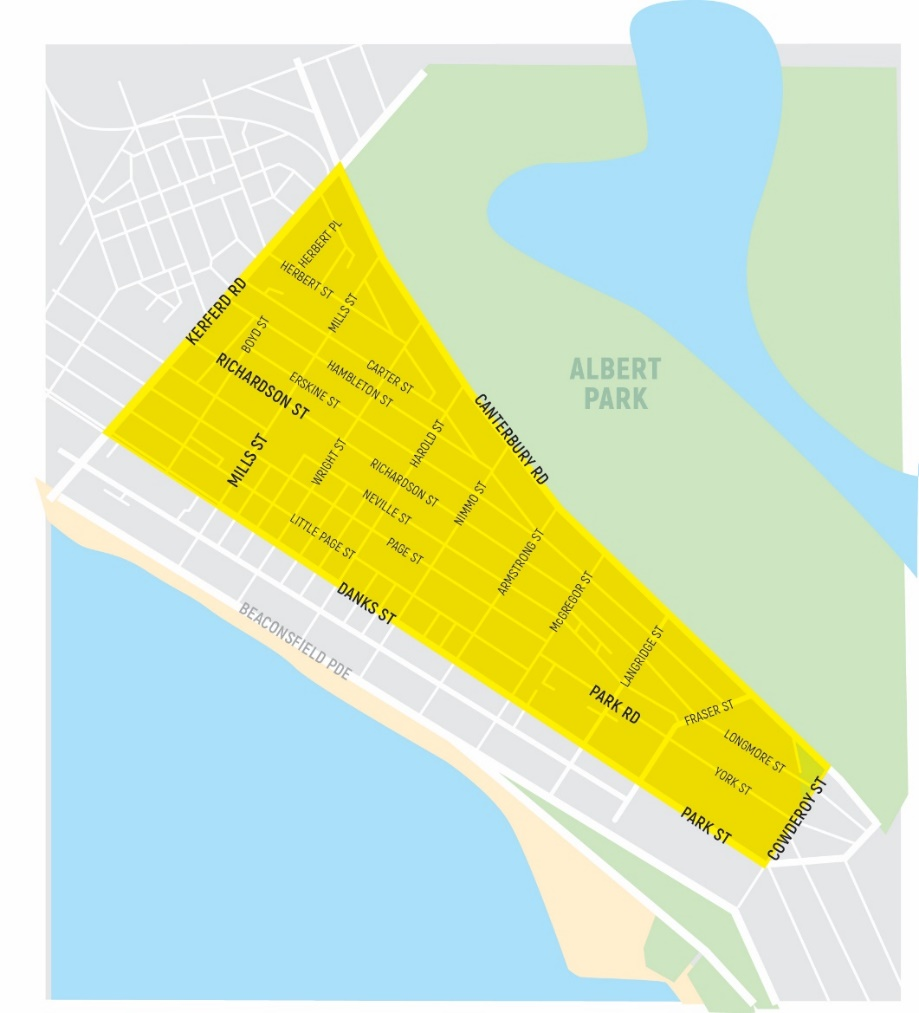 HERBERT PL
HERBERT ST
MILLS ST
KERFERD RD
BOYD ST
RICHARDSON ST
HAMBLETON ST
CARTER ST
ERSKINE ST
ALBERT
PARK
CANTERBURY RD
HAROLD ST
MILLS ST
WRIGHT ST
RICHARDSON ST
NEVILLE ST
NIMMO ST
LITTLE PAGE ST
PAGE ST
ARMSTRONG ST
McGREGOR ST
DANKS ST
BEACONSFIELD PDE
LANGRIDGE ST
PARK RD
FRASER ST
LONGMORE ST
YORK ST
PARK ST
COWDEROY ST